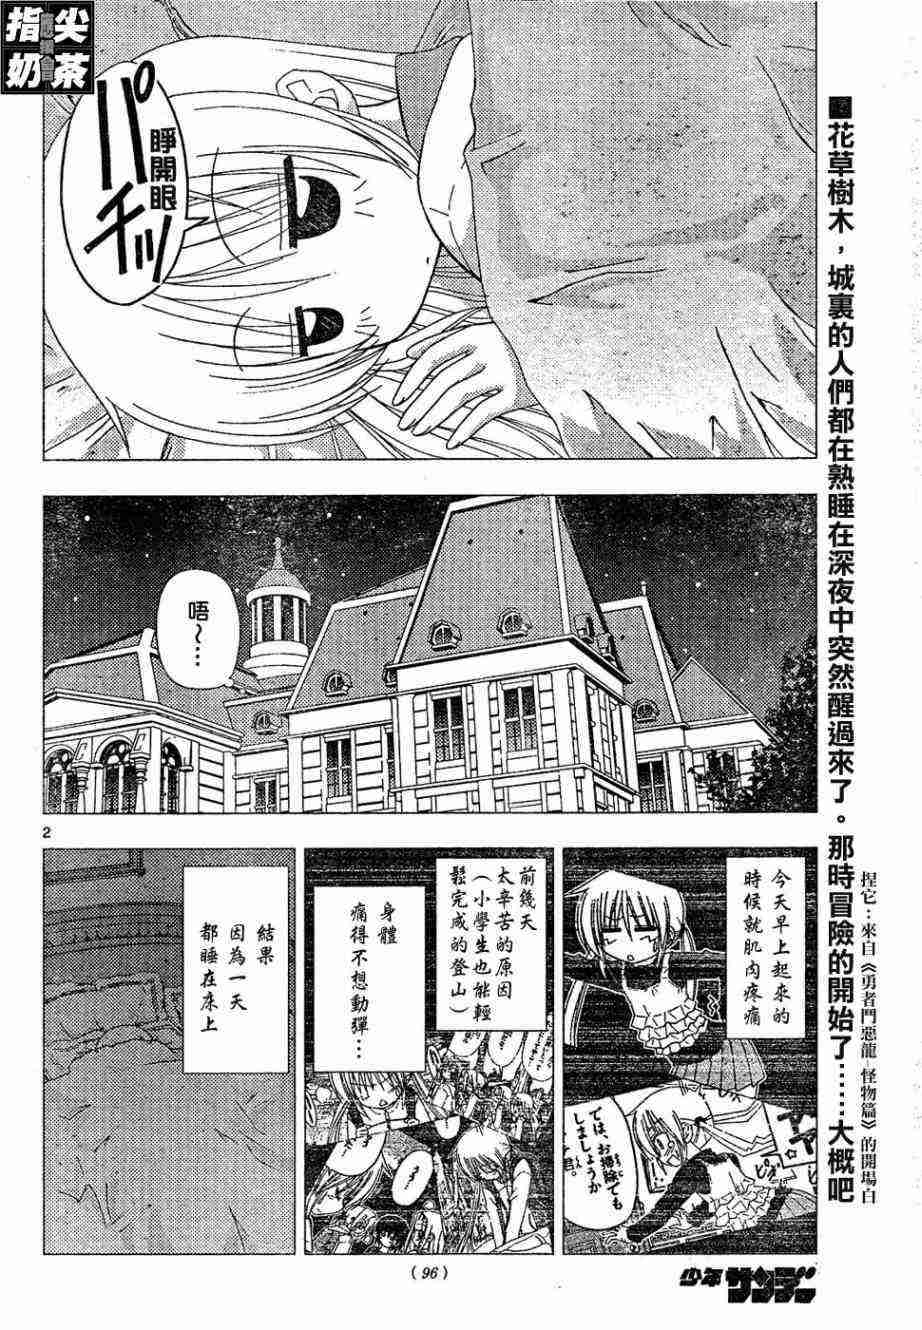 指尖
奶茶
■花草樹木，城裏的人們都在熟睡在深夜中突然醒過來了。那時冒險的開始了………大概吧
捏它：來自《勇者鬥惡龍—怪物篇》的開場白
睜開眼
パチッ
唔～…
2
今天早上起來的
時候就肌肉疼痛
では、お掃除でも
しましょうか
前幾天
太辛苦的原因
（小學生也能輕
鬆完成的登山）
身體
痛得不想動彈…
結果
因為一天
都睡在床上
（96）
少年サンデー